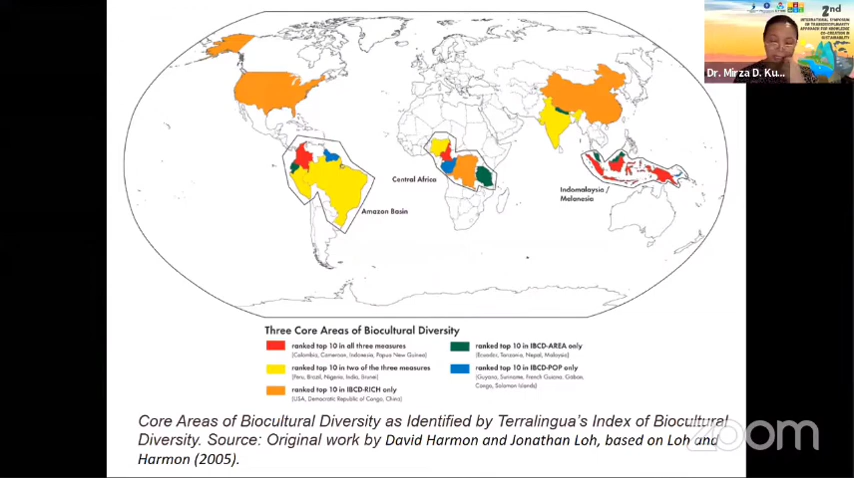 2nd
INTERNATIONAL SYMPOSIUM
ON TRANSDISCIPLINARITY
APPROACH FOR KNOWLEDGE
CO-CREATION IN
SUSTAINABILITY
Dr. Mirza D. Ku...
Central Africa
Amazon Basin
Indomalaysia /
Melanesia
Three Core Areas of Biocultural Diversity
ranked top 10 in all three measures
(Colombia, Cameroon, Indonesia, Papua New Guinea)
ranked top 10 in two of the three measures
(Peru, Brazil, Nigeria, India, Brunei)
ranked top 10 in IBCD-RICH only
(USA, Democratic Republic of Congo, China)
ranked top 10 in IBCD-AREA only
(Ecuador, Tanzania, Nepal, Malaysia)
ranked top 10 in IBCD-POP only
(Guyana, Suriname, French Guiana, Gabon,
Congo, Solomon Islands)
Core Areas of Biocultural Diversity as Identified by Terralingua's Index of Biocultural
Diversity. Source: Original work by David Harmon and Jonathan Loh, based on Loh and
Harmon (2005).
zoom